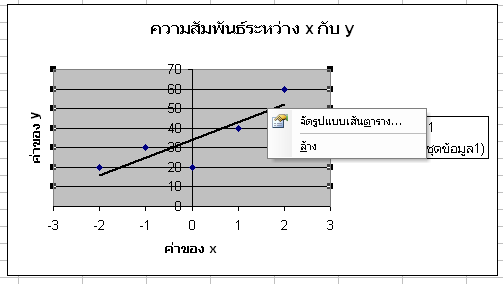 ความสัมพันธ์ระหว่าง x กับ y
ค่าของ y
70
60
50
40
30
20
10
0
-3 -2 -1 0 1 2 3
ค่าของ x
จัดรูปแบบเส้นตาราง...
ล้าง
1
ชุดข้อมูล1)